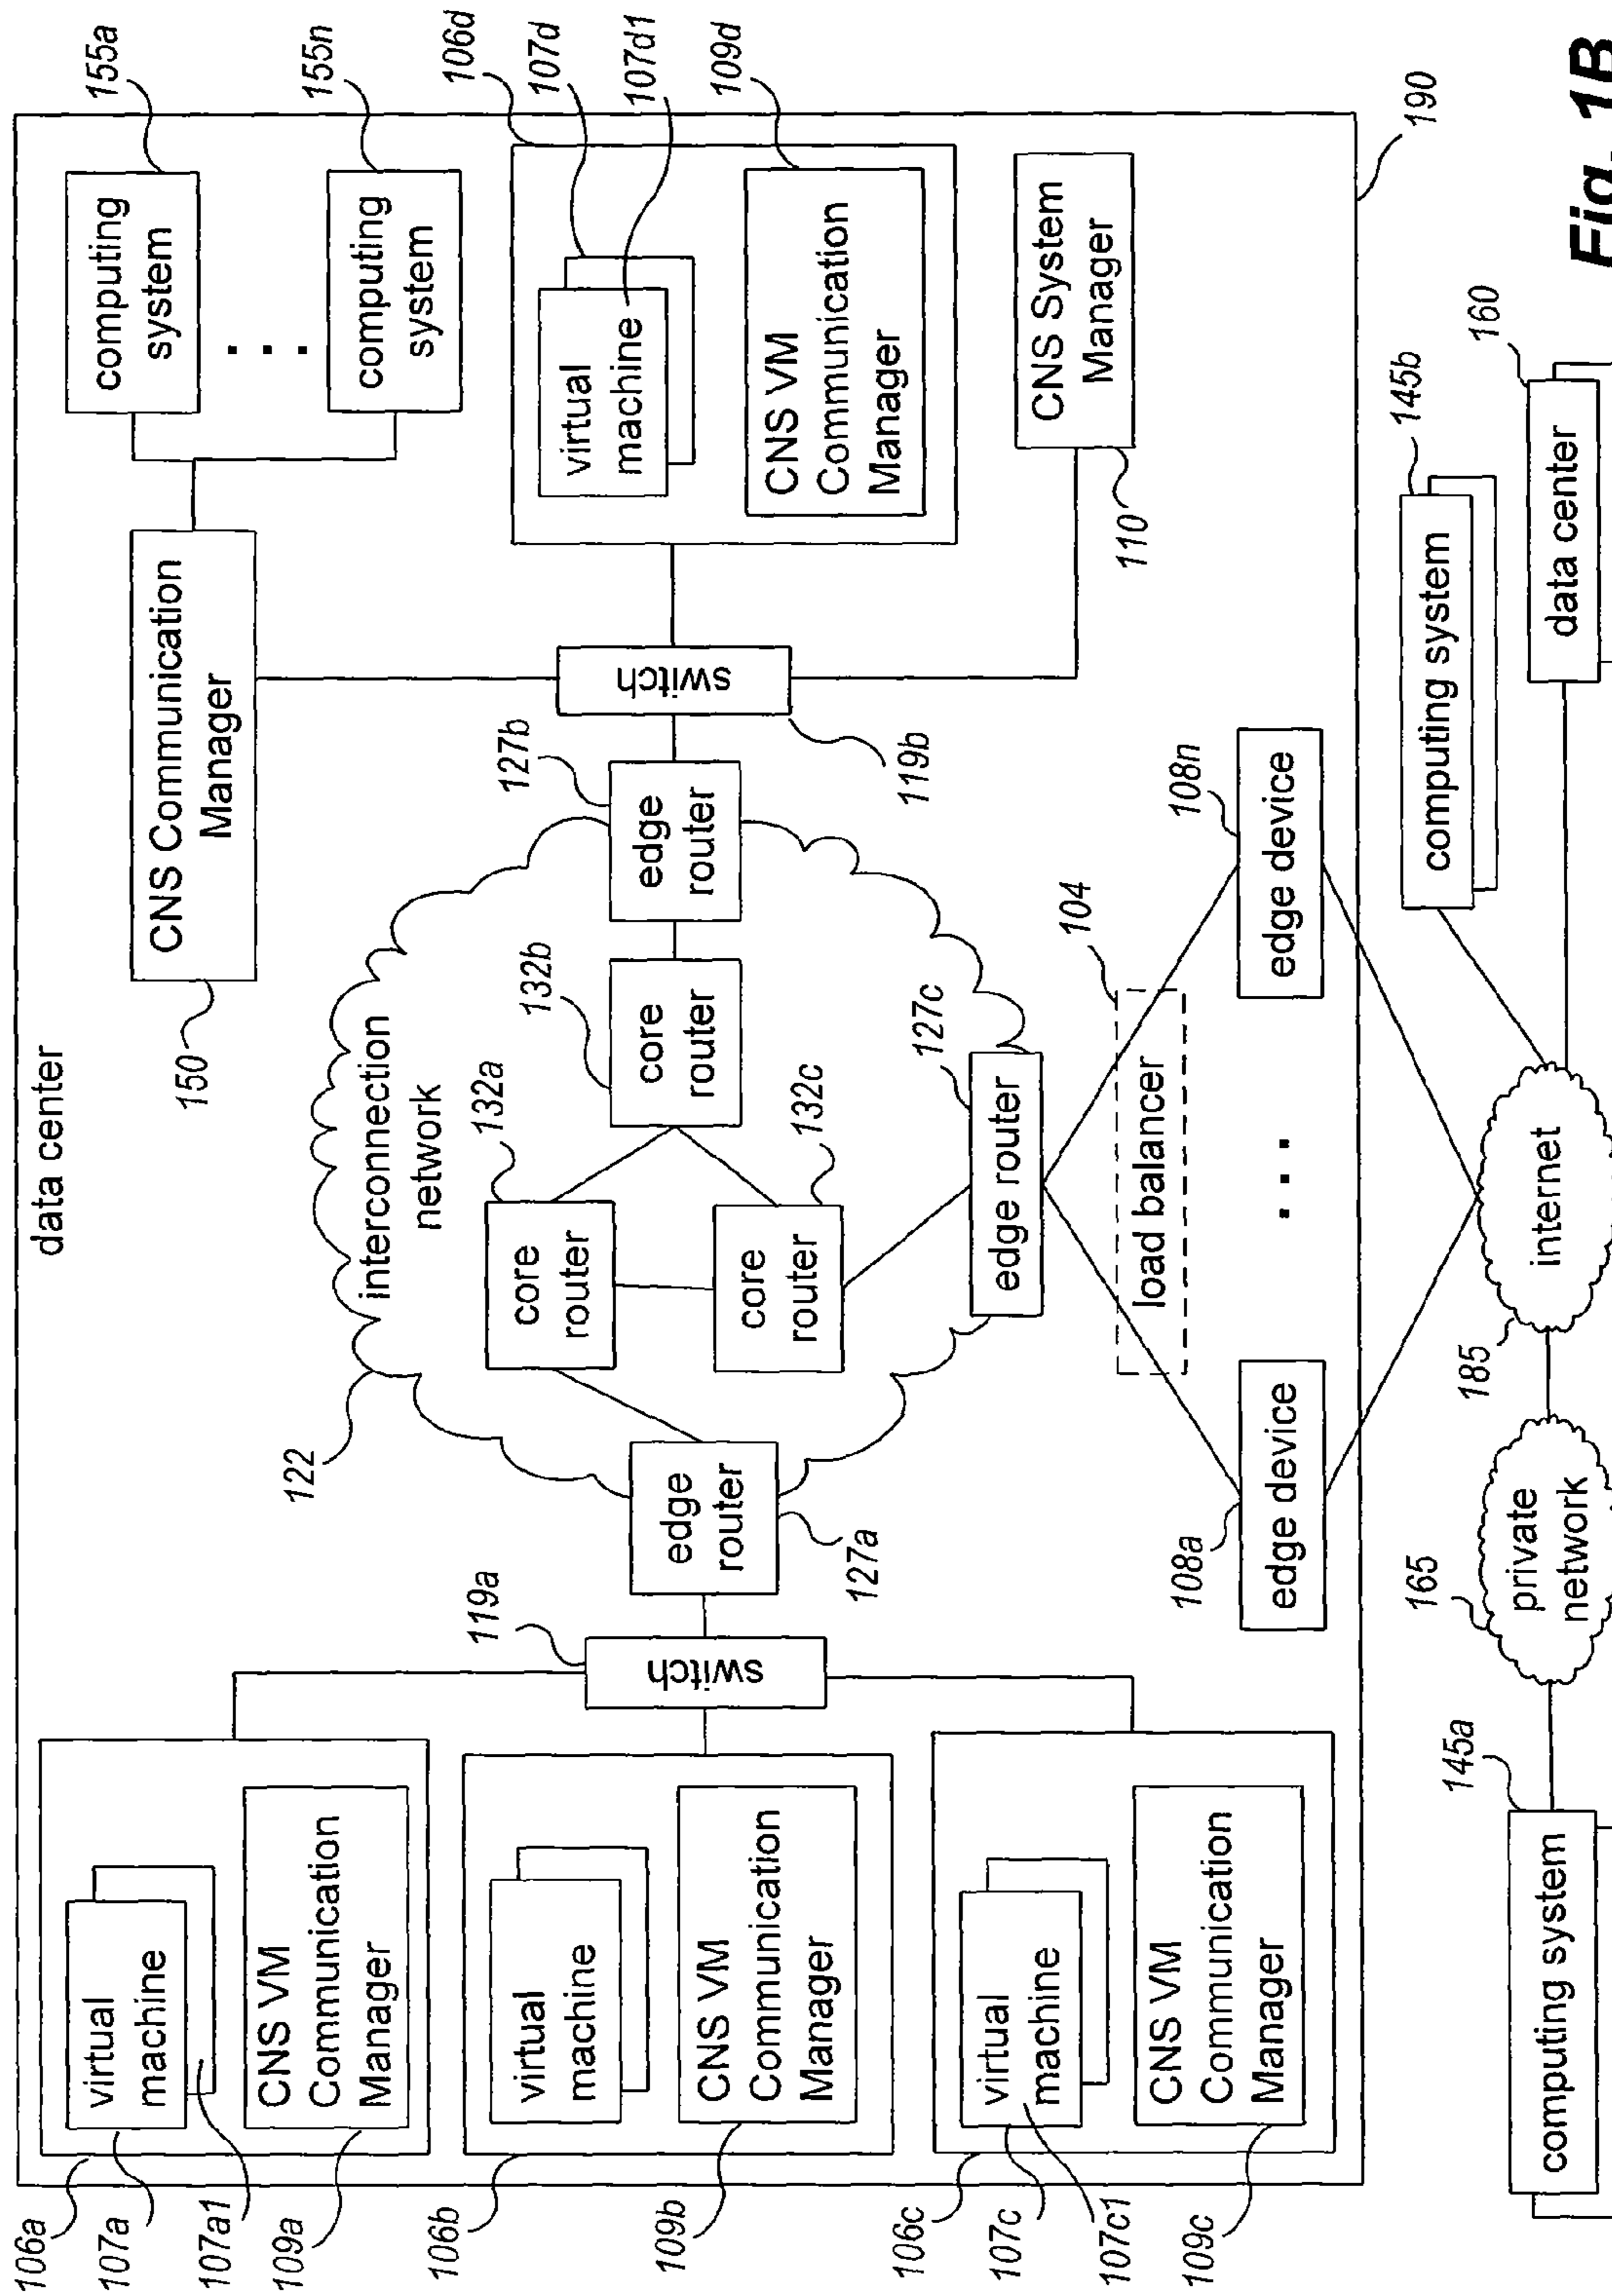 data center
106a
107a
107a1
109a
virtual
machine
CNS VM
Communication
Manager
106b
109b
virtual
machine
CNS VM
Communication
Manager
106c
107c
107c1
109c
virtual
machine
CNS VM
Communication
Manager
119a
switch
122
interconnection
network
edge
router
127a
132a
core
router
132b
core
router
132c
core
router
127b
edge
router
127c
edge router
119b
switch
150
CNS Communication
Manager
155a
computing
system
. . .
155n
computing
system
106d
107d
107d1
109d
virtual
machine
CNS VM
Communication
Manager
110
CNS System
Manager
104
load balancer
108a
edge device
. . .
108n
edge device
190
145a
computing system
165
private
network
185
internet
145b
computing system
160
data center
Fig. 1B